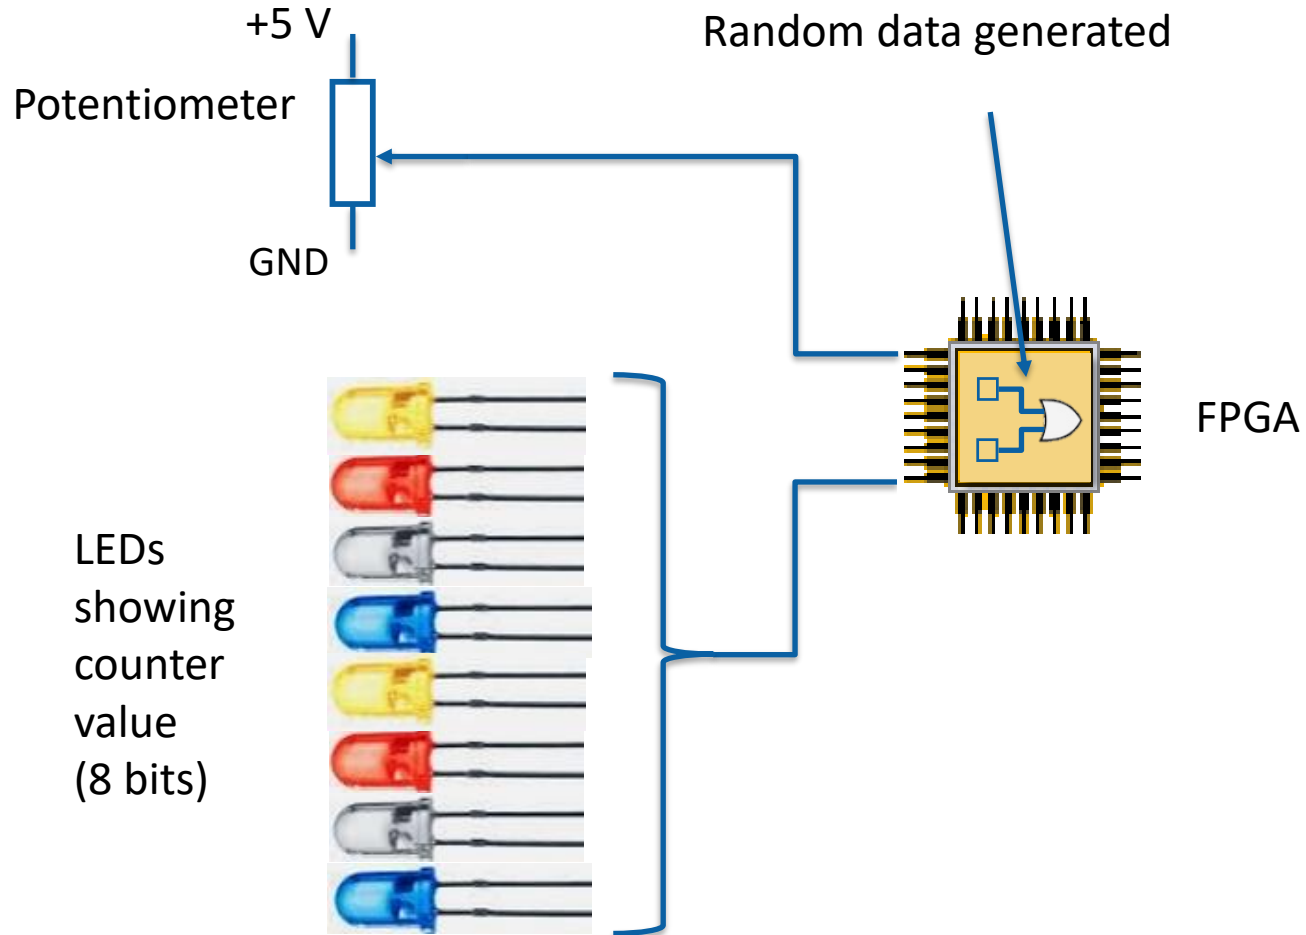 +5 V
Random data generated
Potentiometer
GND
FPGA
LEDs
showing
counter
value
(8 bits)